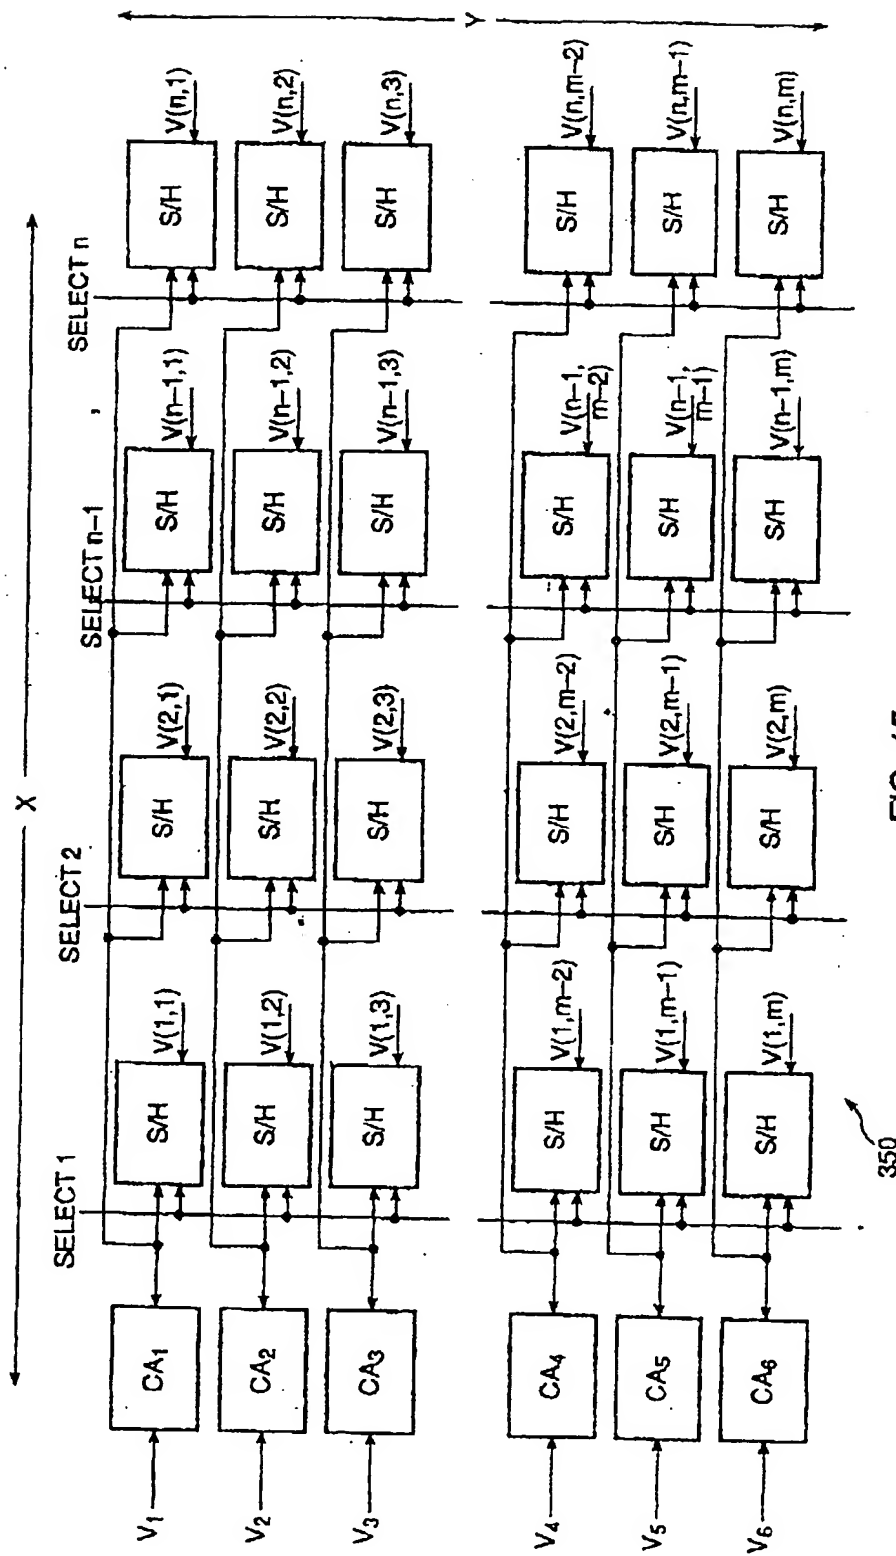 X
Y
SELECT 1
SELECT 2
SELECT n-1
SELECT n
V1
CA1
S/H
V(1,1)
S/H
V(2,1)
S/H
V(n-1,1)
S/H
V(n,1)
V2
CA2
S/H
V(1,2)
S/H
V(2,2)
S/H
V(n-1,2)
S/H
V(n,2)
V3
CA3
S/H
V(1,3)
S/H
V(2,3)
S/H
V(n-1,3)
S/H
V(n,3)
V4
CA4
S/H
V(1,m-2)
S/H
V(2,m-2)
S/H
V(n-1,
m-2)
S/H
V(n,m-2)
V5
CA5
S/H
V(1,m-1)
S/H
V(2,m-1)
S/H
V(n-1,
m-1)
S/H
V(n,m-1)
V6
CA6
S/H
V(1,m)
S/H
V(2,m)
S/H
V(n-1,m)
S/H
V(n,m)
350